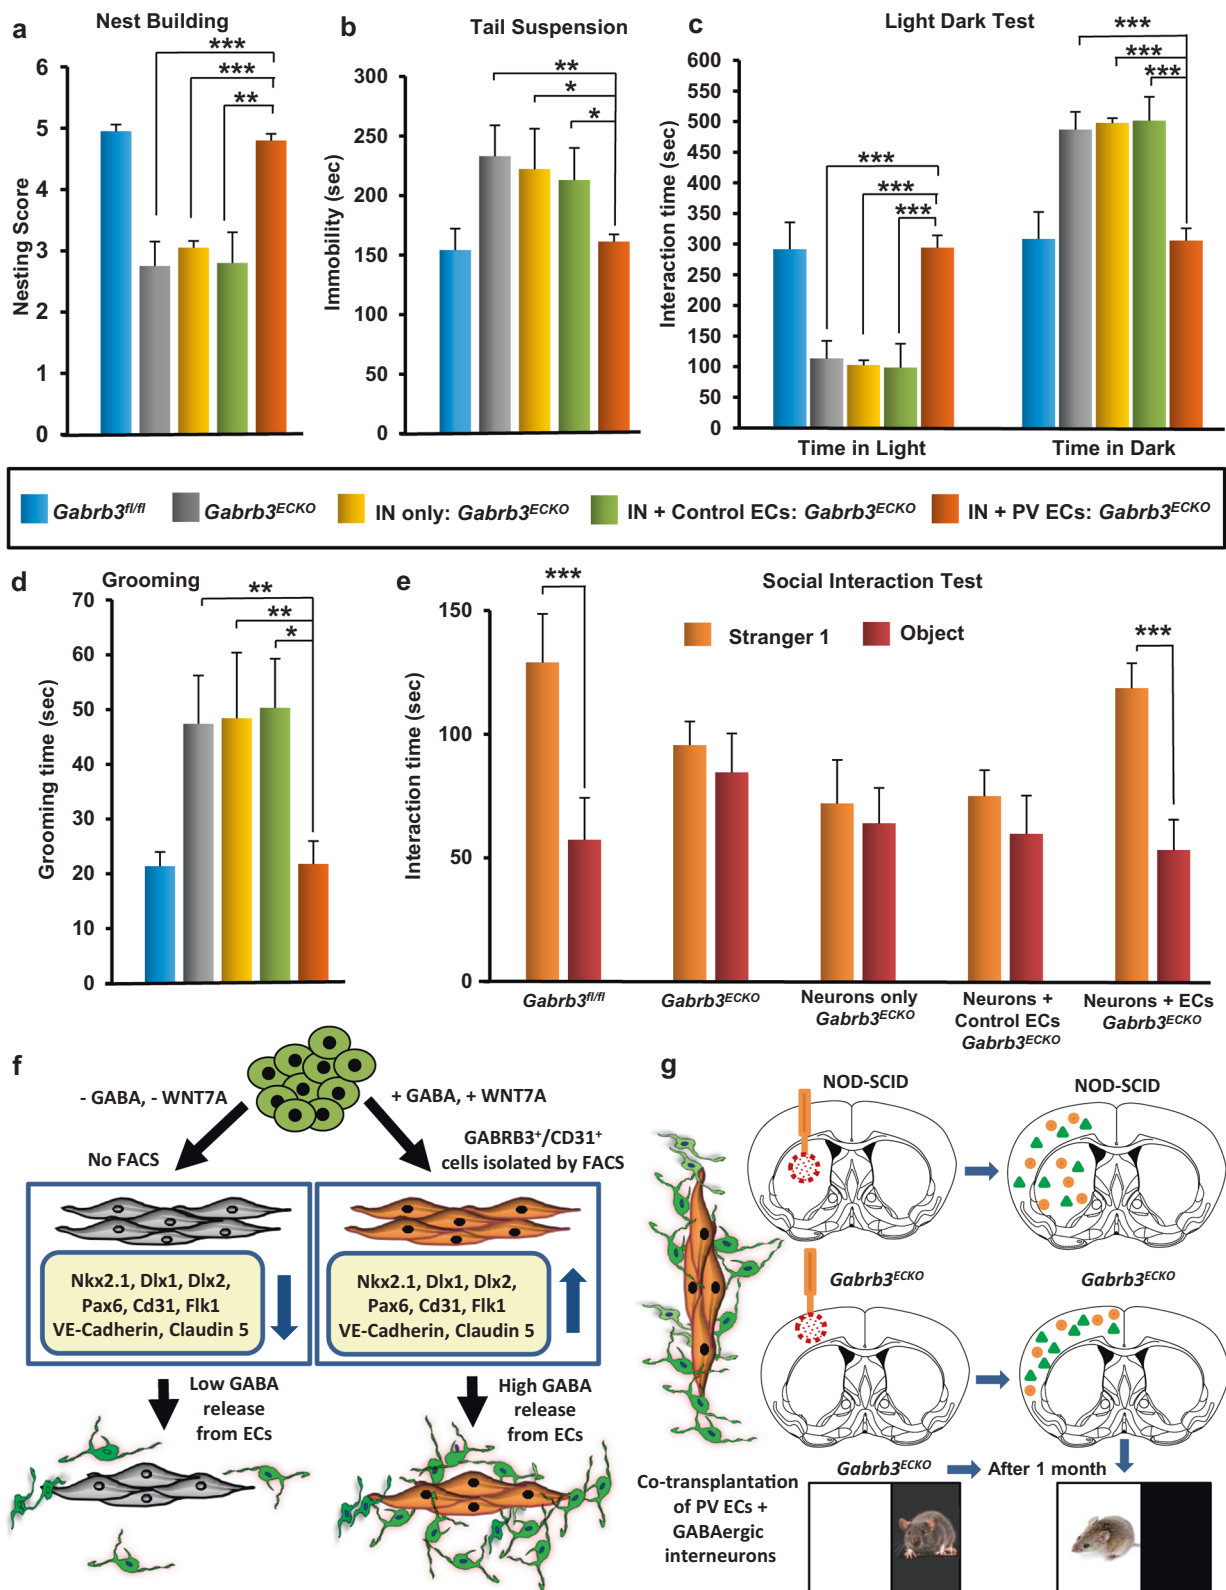 a
Nest Building
***
***
**
6
5
4
3
2
1
0
Nesting Score
b
Tail Suspension
**
*
*
300
250
200
150
100
50
0
Immobility (sec)
c
Light Dark Test
***
***
***
***
***
***
600
550
500
450
400
350
300
250
200
150
100
50
0
Interaction time (sec)
Time in Light
Time in Dark
Gabrb3fl/fl
Gabrb3ECKO
IN only: Gabrb3ECKO
IN + Control ECs: Gabrb3ECKO
IN + PV ECs: Gabrb3ECKO
d
Grooming
**
**
*
70
60
50
40
30
20
10
0
Grooming time (sec)
e
Social Interaction Test
***
***
Stranger 1
Object
150
100
50
0
Interaction time (sec)
Gabrb3fl/fl
Gabrb3ECKO
Neurons only
Gabrb3ECKO
Neurons +
Control ECs
Gabrb3ECKO
Neurons + ECs
Gabrb3ECKO
f
- GABA, - WNT7A
+ GABA, + WNT7A
No FACS
GABRB3+/CD31+
cells isolated by FACS
Nkx2.1, Dlx1, Dlx2,
Pax6, Cd31, Flk1
VE-Cadherin, Claudin 5
Nkx2.1, Dlx1, Dlx2,
Pax6, Cd31, Flk1
VE-Cadherin, Claudin 5
Low GABA
release
from ECs
High GABA
release
from ECs
g
NOD-SCID
NOD-SCID
Gabrb3ECKO
Gabrb3ECKO
Gabrb3ECKO
After 1 month
Co-transplantation
of PV ECs +
GABAergic
interneurons